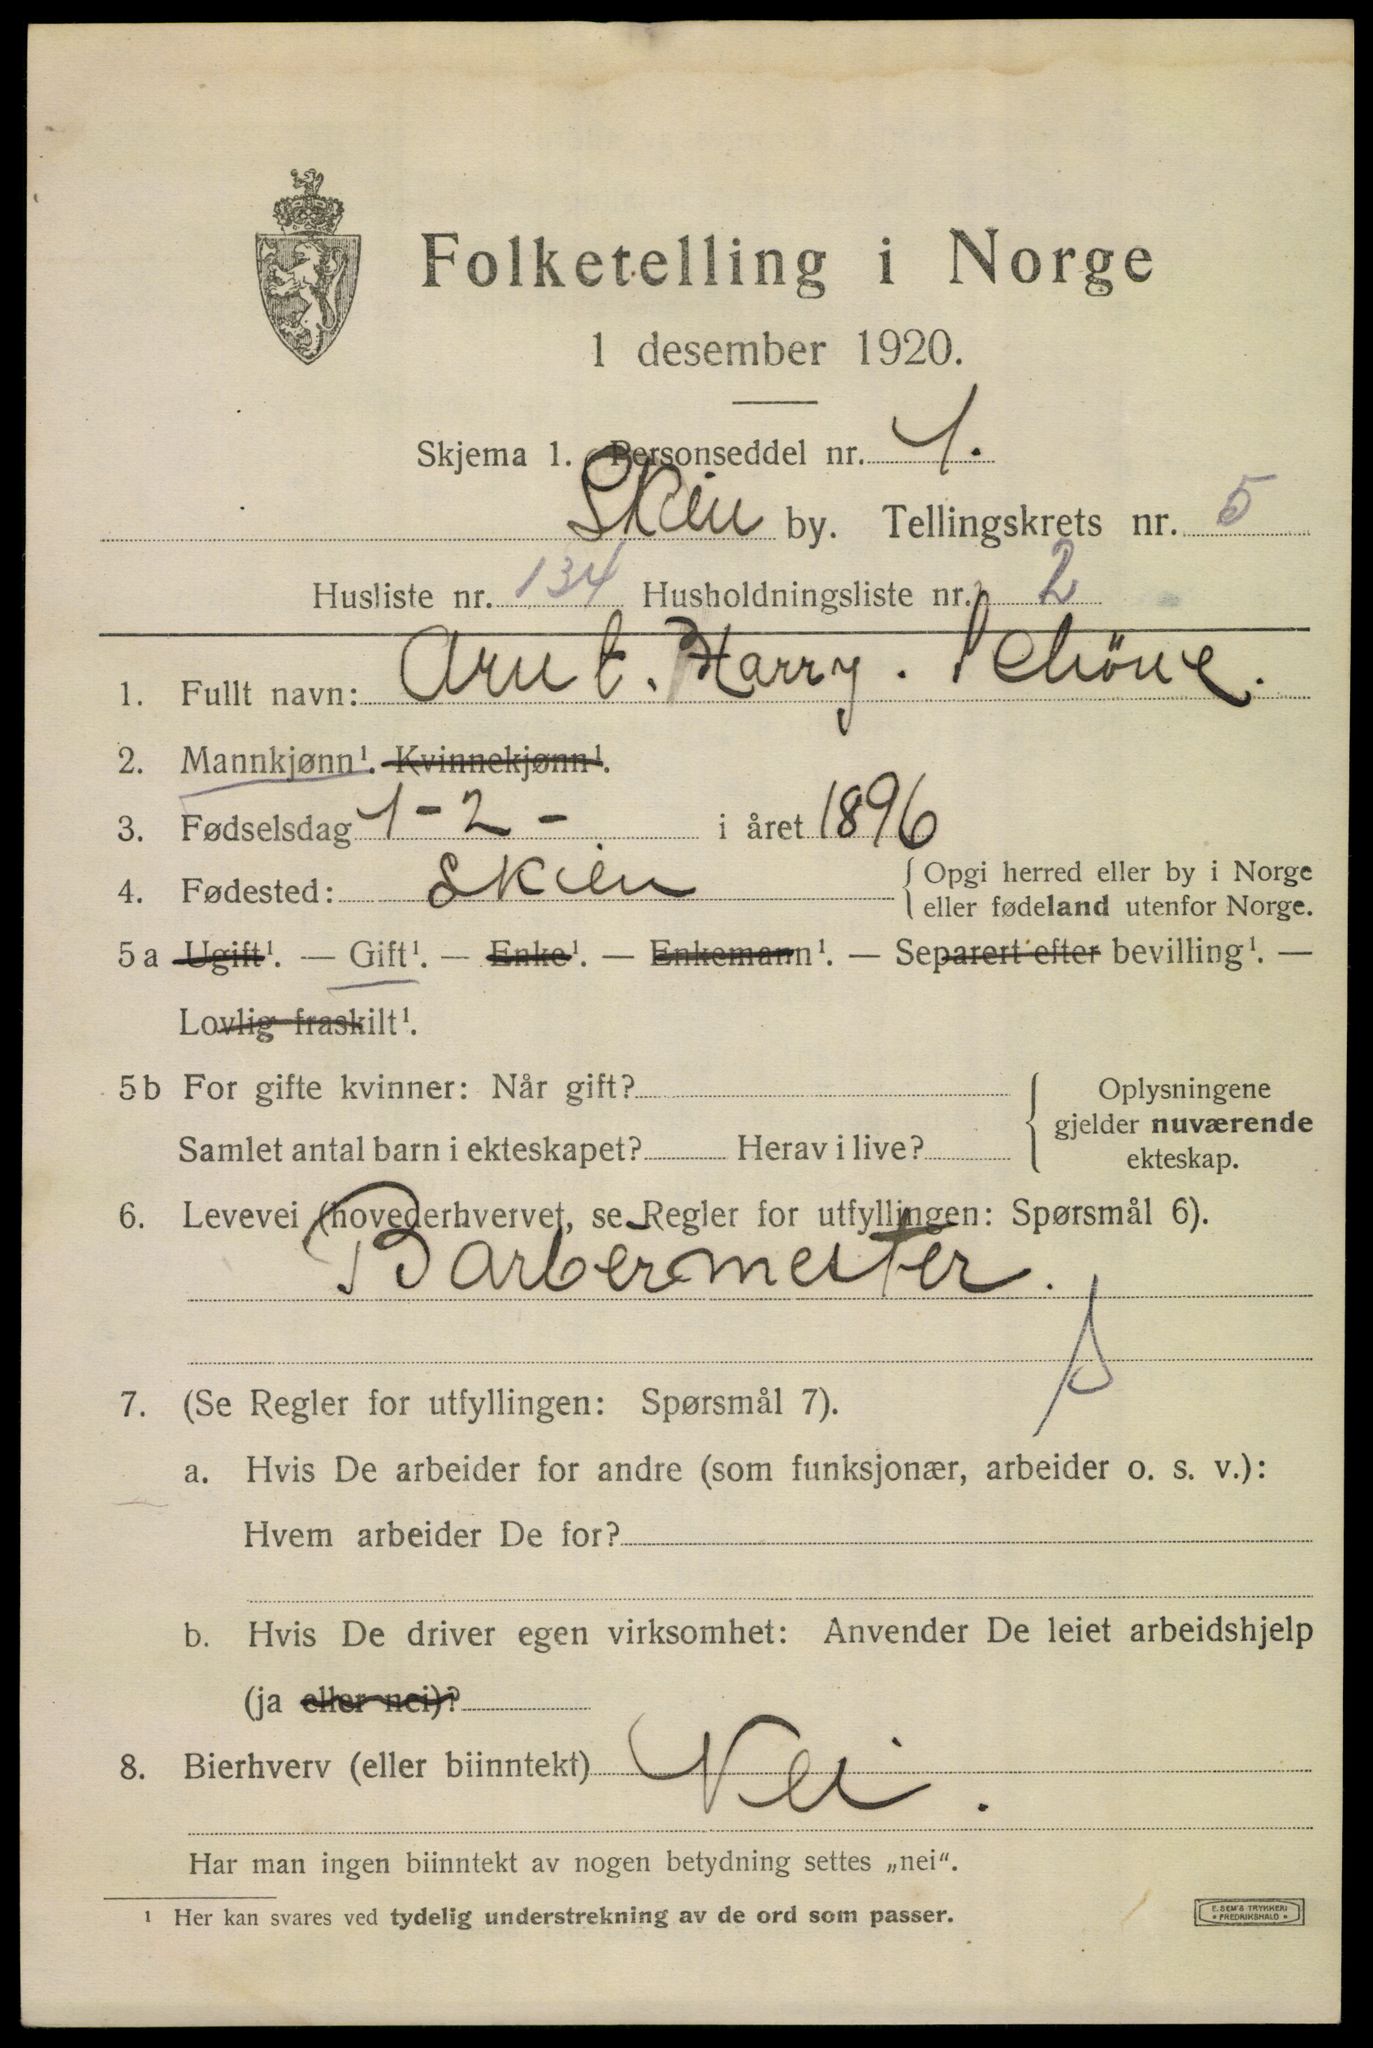 Folketelling i Norge
1 desember 1920.
Skjema 1. Personseddel nr. 1.
Skien by. Tellingskrets nr. 5
Husliste nr. 134 Husholdningsliste nr. 2
1. Fullt navn: Arnt. Harry. Schöne.
2. Mannkjønn¹. Kvinnekjønn¹.
3. Fødselsdag 1-2- i året 1896
4. Fødested: Skien { Opgi herred eller by i Norge
eller fødeland utenfor Norge.
5a Ugift¹. — Gift¹. — Enke¹. — Enkemann¹. — Separert efter bevilling¹. —
Lovlig fraskilt¹.
5b For gifte kvinner: Når gift? { Oplysningene
gjelder nuværende
Samlet antal barn i ekteskapet? Herav i live? ekteskap.
6. Levevei (hovederhvervet, se Regler for utfyllingen: Spørsmål 6).
Barbermeister.
7. (Se Regler for utfyllingen: Spørsmål 7).
a. Hvis De arbeider for andre (som funksjonær, arbeider o. s. v.):
Hvem arbeider De for?
b. Hvis De driver egen virksomhet: Anvender De leiet arbeidshjelp
(ja eller nei)?
8. Bierhverv (eller biinntekt) Nei.
Har man ingen biinntekt av nogen betydning settes „nei“.
¹ Her kan svares ved tydelig understrekning av de ord som passer.
E. SEM'S TRYKKERI
• FREDRIKSHALD •